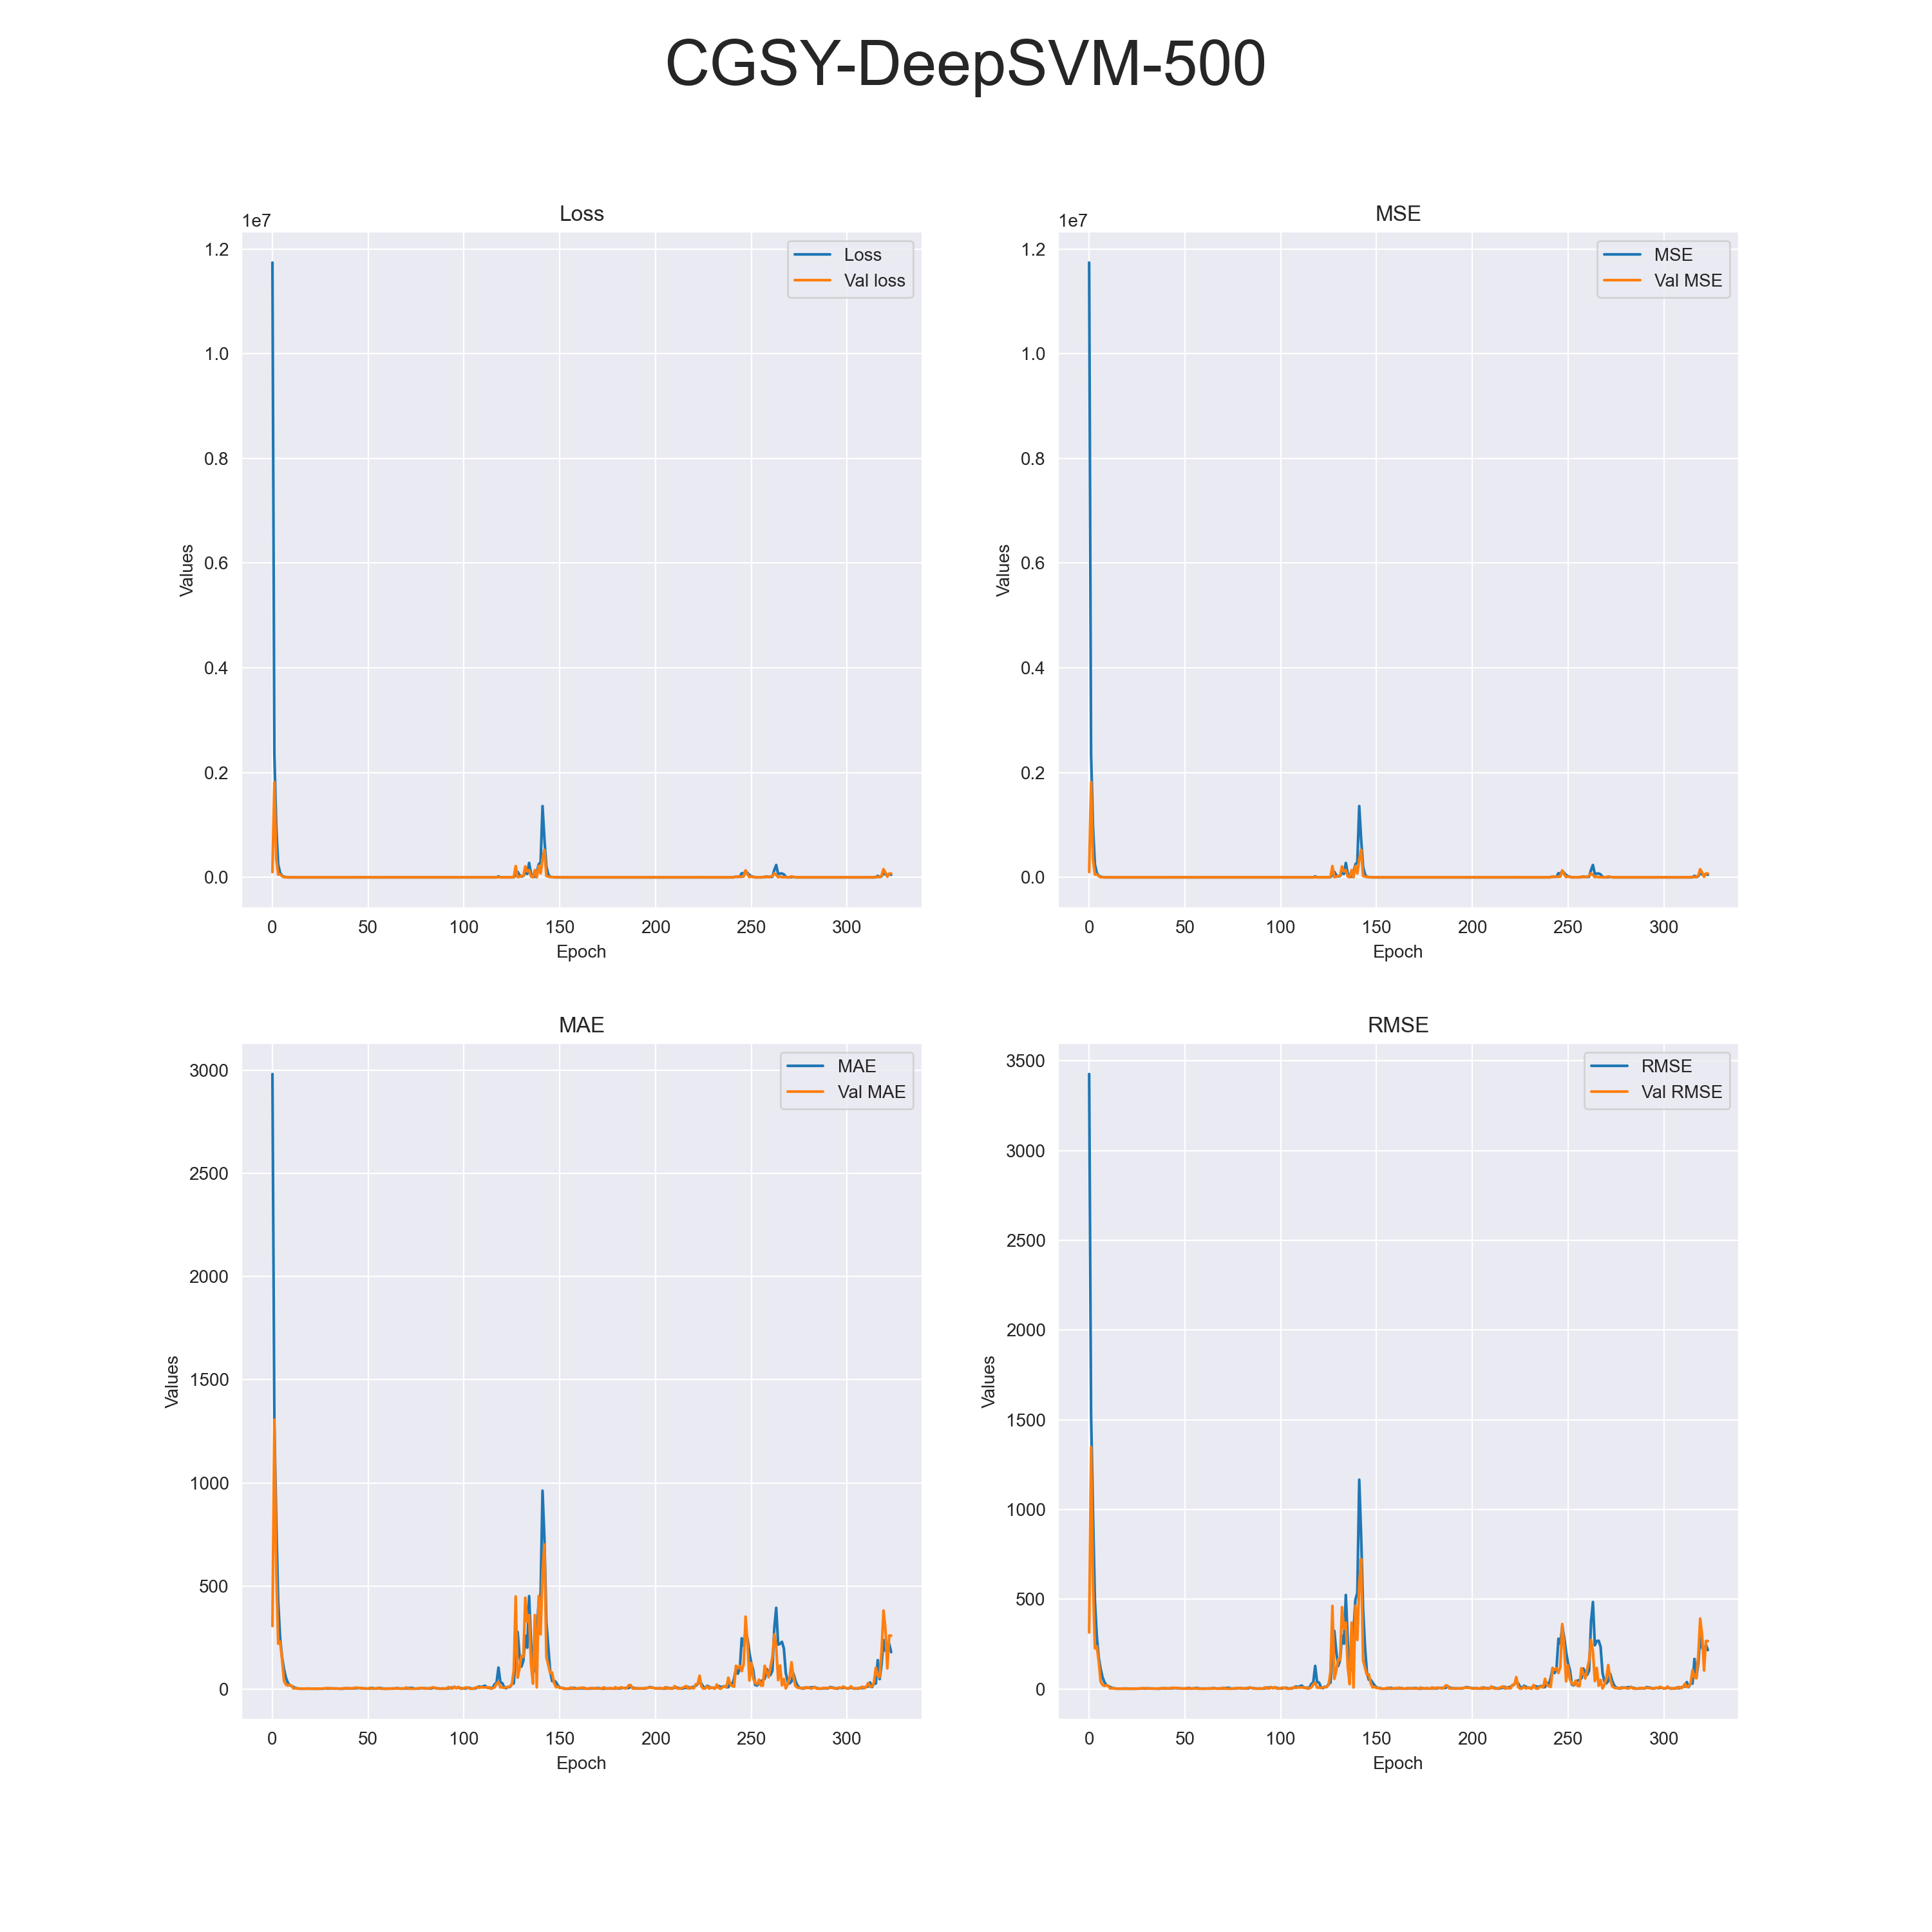 CGSY-DeepSVM-500
Loss
1e7
Loss
Val loss
1.2
1.0
0.8
0.6
0.4
0.2
0.0
Values
0 50 100 150 200 250 300
Epoch
MSE
1e7
MSE
Val MSE
1.2
1.0
0.8
0.6
0.4
0.2
0.0
Values
0 50 100 150 200 250 300
Epoch
MAE
MAE
Val MAE
3000
2500
2000
1500
1000
500
0
Values
0 50 100 150 200 250 300
Epoch
RMSE
RMSE
Val RMSE
3500
3000
2500
2000
1500
1000
500
0
Values
0 50 100 150 200 250 300
Epoch